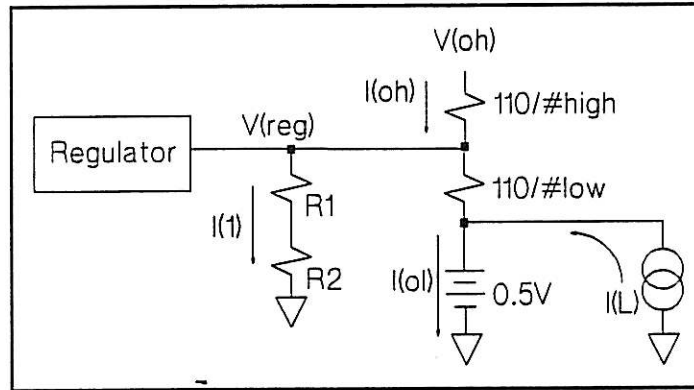 V(oh)
I(oh)
110/#high
V(reg)
Regulator
110/#low
R1
I(1)
R2
I(ol)
0.5V
I(L)